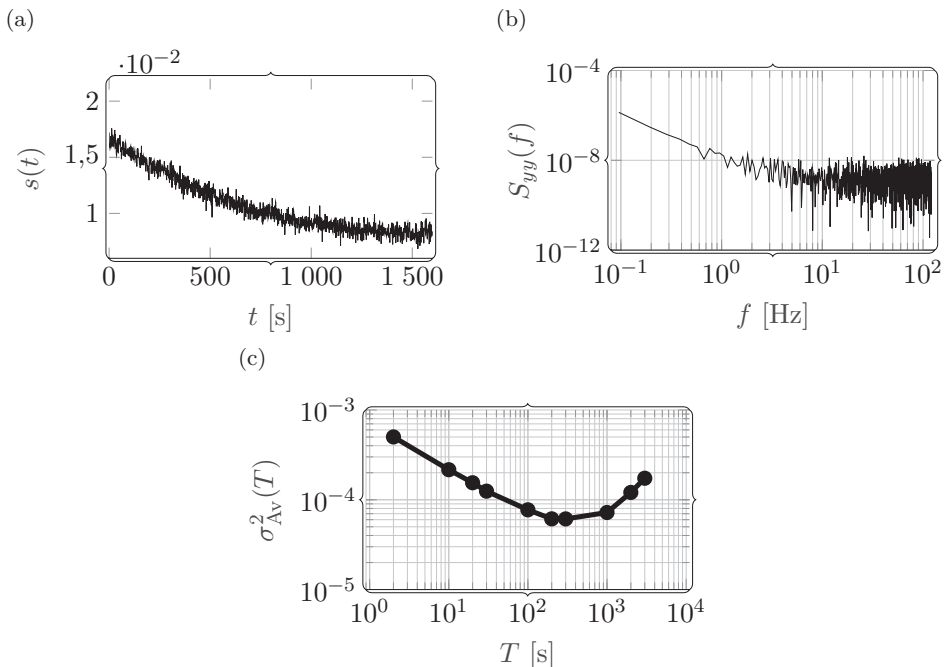 (a)
·10⁻²
2
1,5
1
s(t)
0 500 1 000 1 500
t [s]
(b)
10⁻⁴
10⁻⁸
10⁻¹²
S_yy(f)
10⁻¹ 10⁰ 10¹ 10²
f [Hz]
(c)
10⁻³
10⁻⁴
10⁻⁵
σ²_Av(T)
10⁰ 10¹ 10² 10³ 10⁴
T [s]